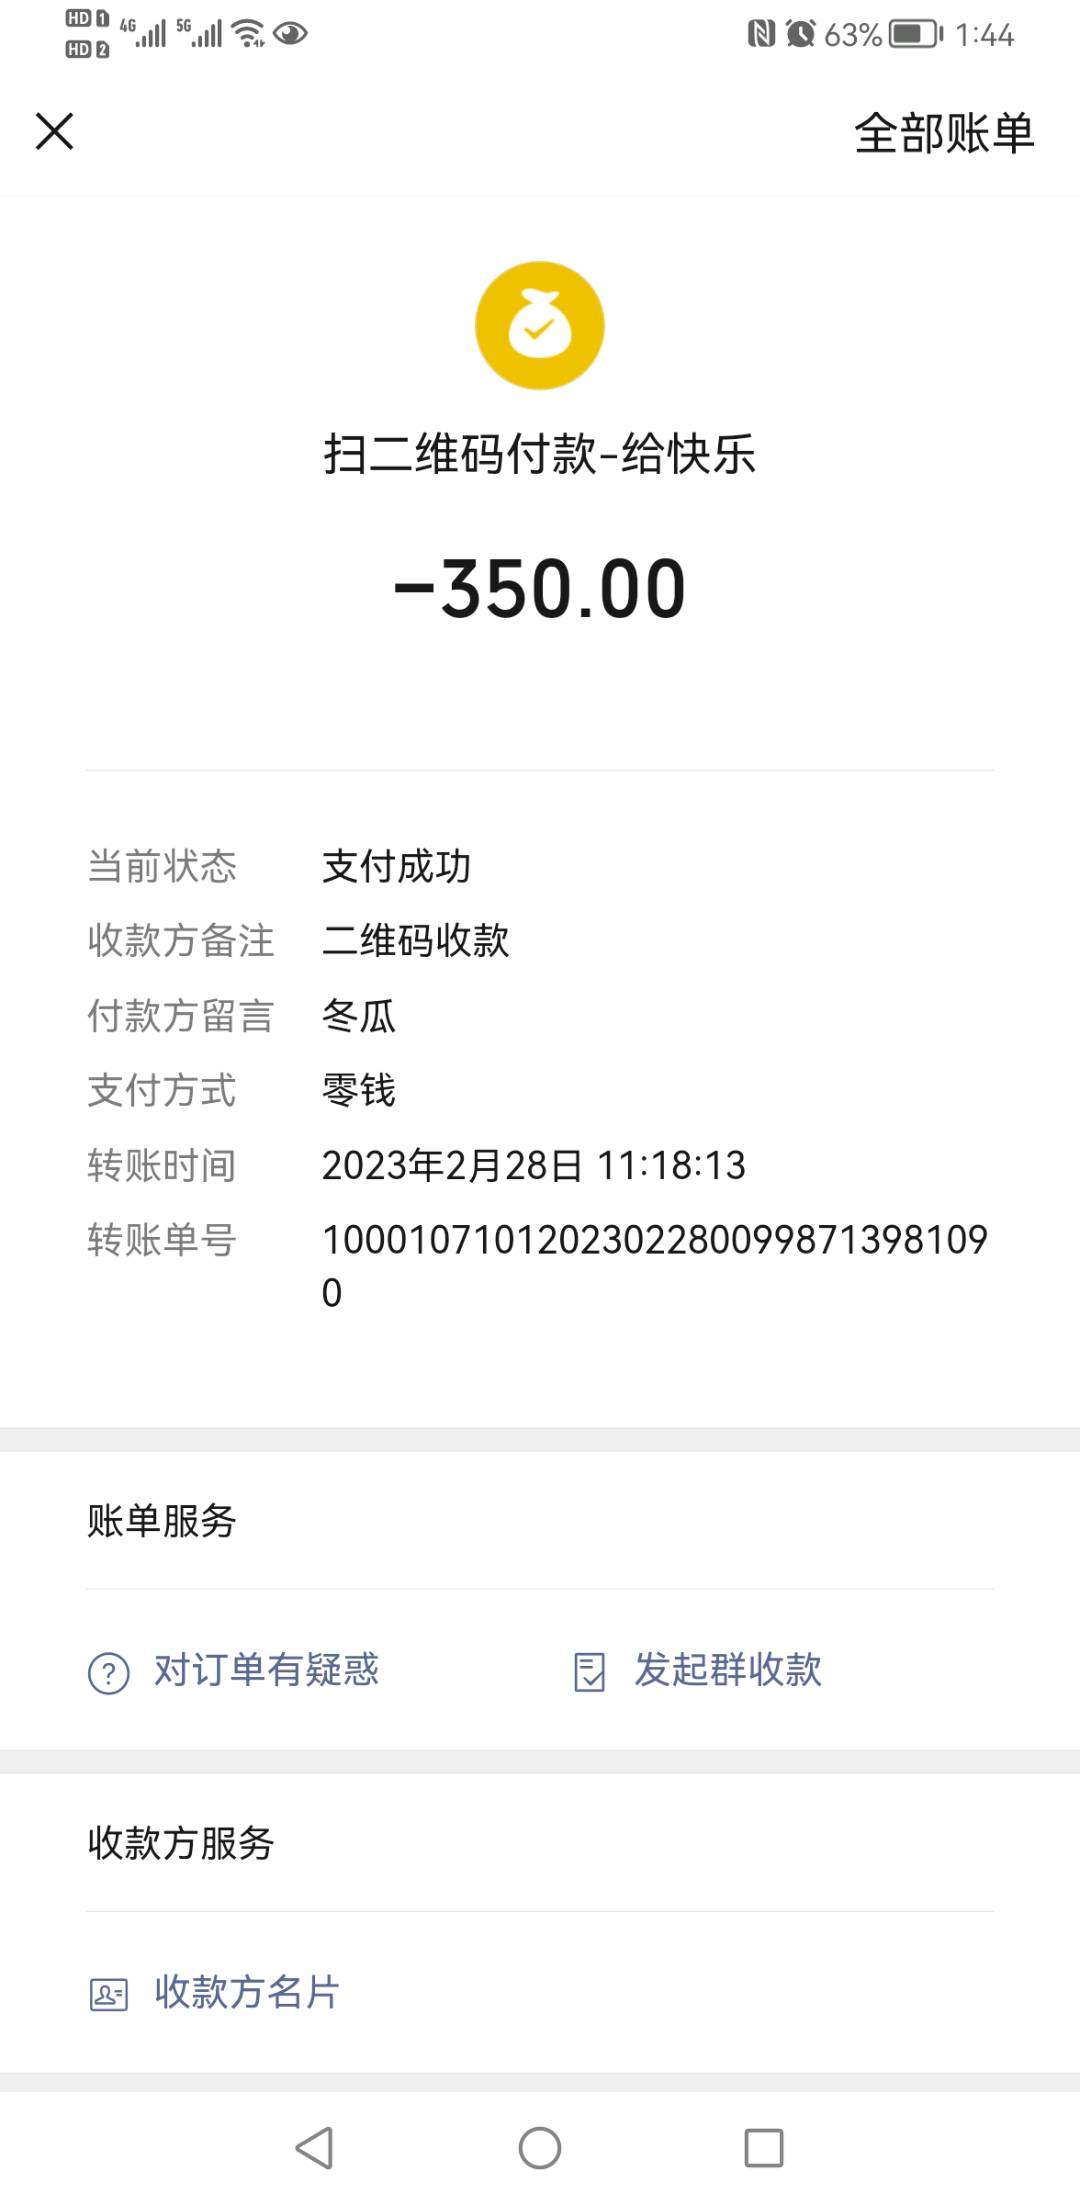 HD 1 4G 5G 63% 1:44
HD 2
全部账单
扫二维码付款-给快乐
-350.00
当前状态 支付成功
收款方备注 二维码收款
付款方留言 冬瓜
支付方式 零钱
转账时间 2023年2月28日 11:18:13
转账单号 1000107101202302280099871398109
0
账单服务
对订单有疑惑 发起群收款
收款方服务
收款方名片